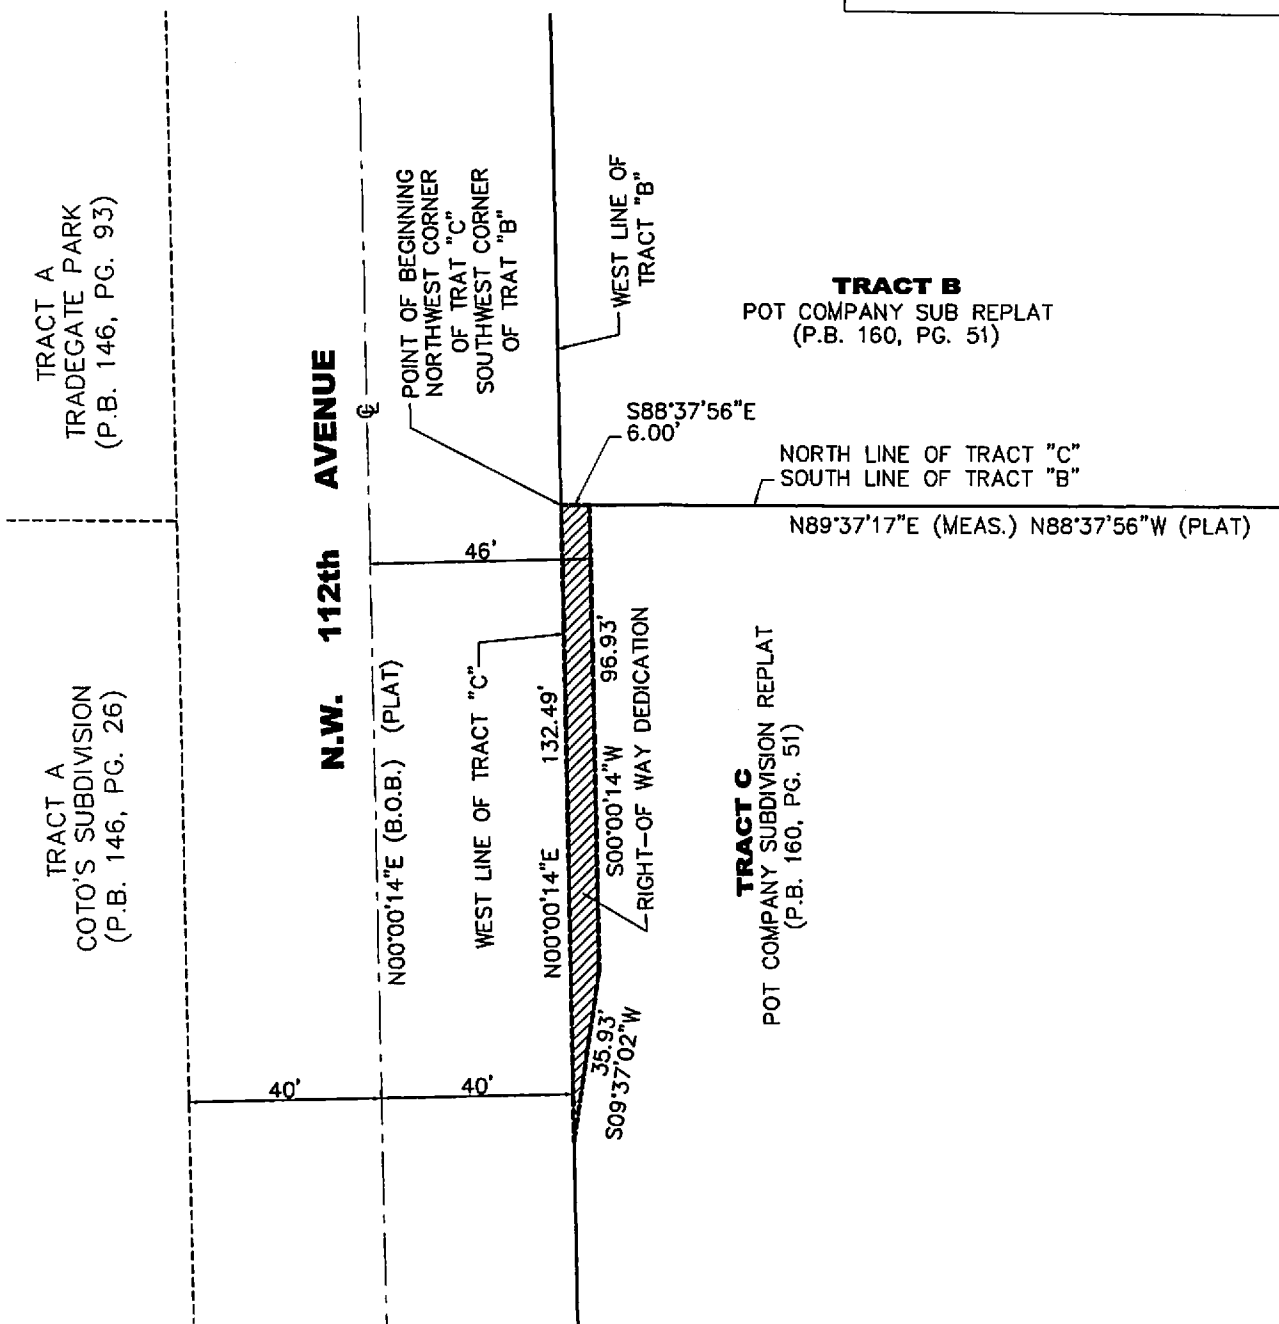 TRACT A
TRADEGATE PARK
(P.B. 146, PG. 93)
TRACT A
COTO'S SUBDIVISION
(P.B. 146, PG. 26)
N.W. 112th AVENUE
℄
N00°00'14"E (B.O.B.) (PLAT)
POINT OF BEGINNING
NORTHWEST CORNER
OF TRAT "C"
SOUTHWEST CORNER
OF TRAT "B"
WEST LINE OF
TRACT "B"
TRACT B
POT COMPANY SUB REPLAT
(P.B. 160, PG. 51)
S88°37'56"E
6.00'
NORTH LINE OF TRACT "C"
SOUTH LINE OF TRACT "B"
N89°37'17"E (MEAS.) N88°37'56"W (PLAT)
46'
WEST LINE OF TRACT "C"
N00°00'14"E 132.49'
S00°00'14"W 96.93'
RIGHT-OF WAY DEDICATION
TRACT C
POT COMPANY SUBDIVISION REPLAT
(P.B. 160, PG. 51)
35.93'
S09°37'02"W
40'
40'